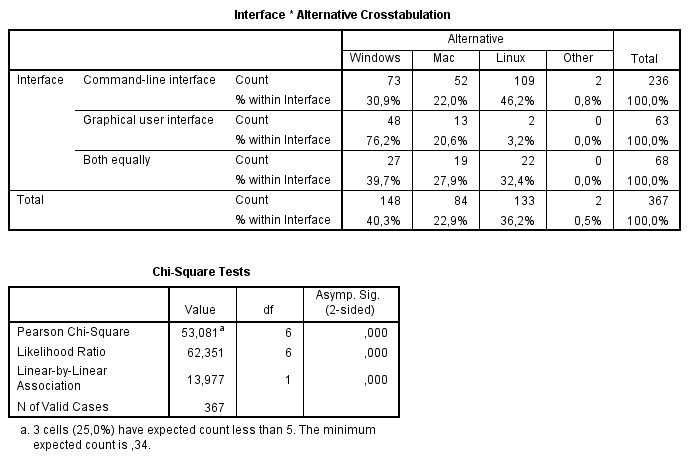 Interface * Alternative Crosstabulation
Alternative
Windows Mac Linux Other Total
Interface Command-line interface Count 73 52 109 2 236
% within Interface 30,9% 22,0% 46,2% 0,8% 100,0%
Graphical user interface Count 48 13 2 0 63
% within Interface 76,2% 20,6% 3,2% 0,0% 100,0%
Both equally Count 27 19 22 0 68
% within Interface 39,7% 27,9% 32,4% 0,0% 100,0%
Total Count 148 84 133 2 367
% within Interface 40,3% 22,9% 36,2% 0,5% 100,0%
Chi-Square Tests
Value df Asymp. Sig.
(2-sided)
Pearson Chi-Square 53,081a 6 ,000
Likelihood Ratio 62,351 6 ,000
Linear-by-Linear
Association 13,977 1 ,000
N of Valid Cases 367
a. 3 cells (25,0%) have expected count less than 5. The minimum
expected count is ,34.